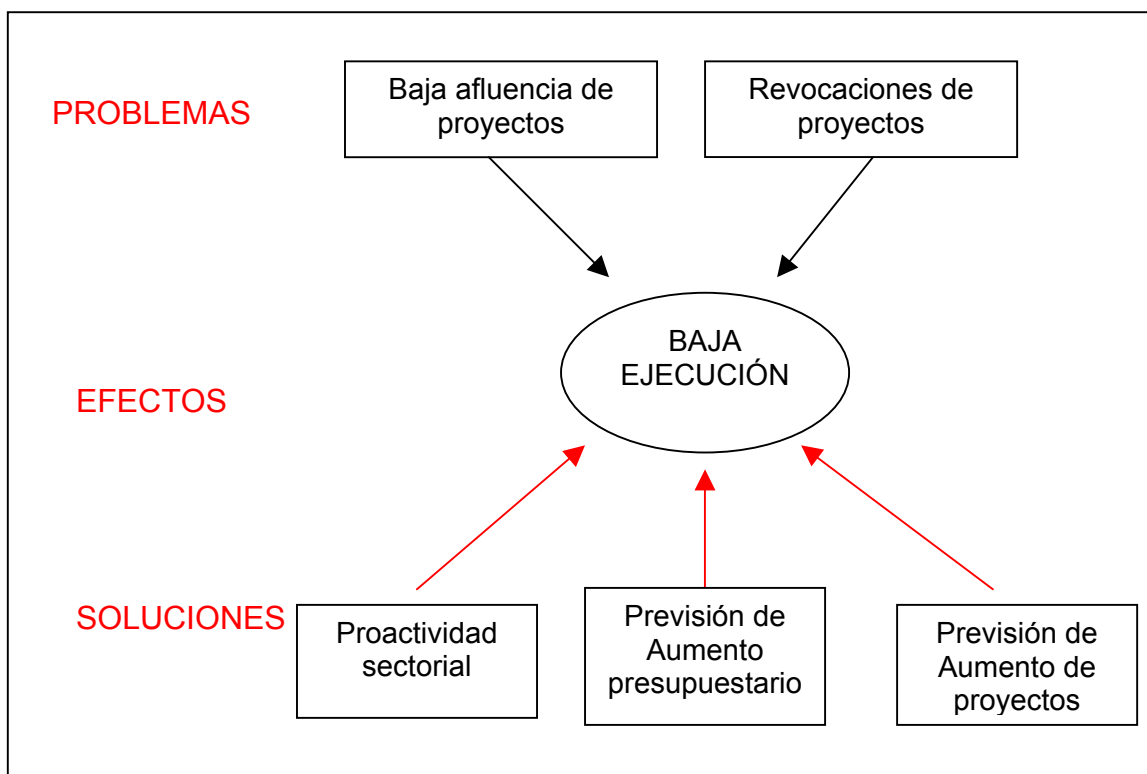 PROBLEMAS
Baja afluencia de
proyectos
Revocaciones de
proyectos
BAJA
EJECUCIÓN
EFECTOS
SOLUCIONES
Proactividad
sectorial
Previsión de
Aumento
presupuestario
Previsión de
Aumento de
proyectos